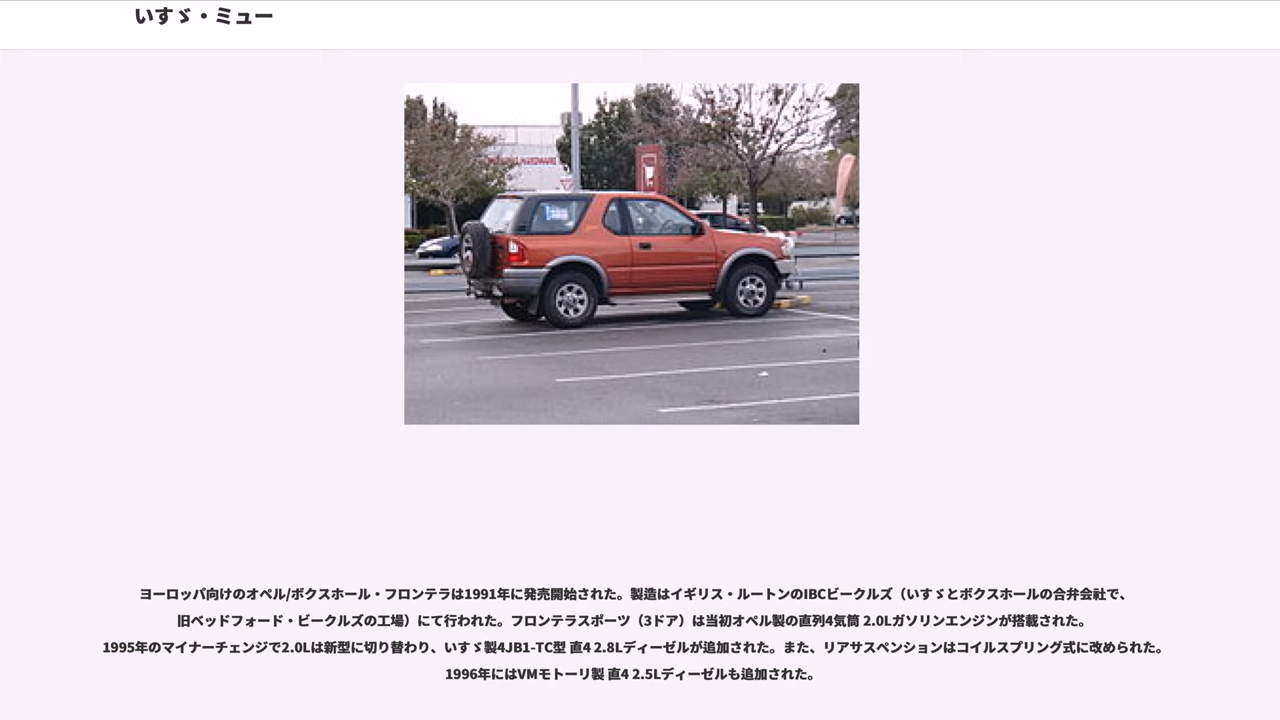 いすゞ・ミュー
ヨーロッパ向けのオペル/ボクスホール・フロンテラは1991年に発売開始された。製造はイギリス・ルートンのIBCビークルズ（いすゞとボクスホールの合弁会社で、
旧ベッドフォード・ビークルズの工場）にて行われた。フロンテラスポーツ（3ドア）は当初オペル製の直列4気筒 2.0Lガソリンエンジンが搭載された。
1995年のマイナーチェンジで2.0Lは新型に切り替わり、いすゞ製4JB1-TC型 直4 2.8Lディーゼルが追加された。また、リアサスペンションはコイルスプリング式に改められた。
1996年にはVMモトーリ製 直4 2.5Lディーゼルも追加された。